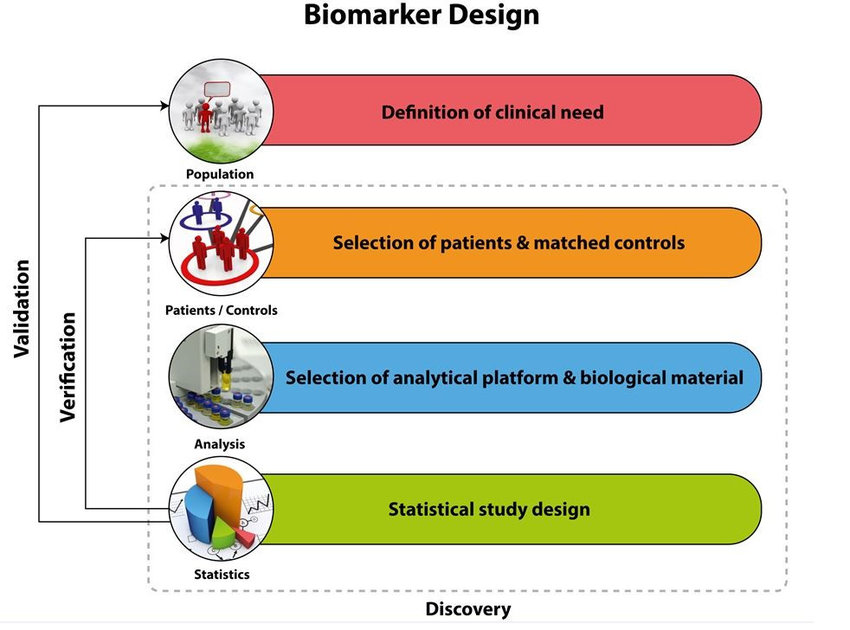 Biomarker Design
Definition of clinical need
Population
Selection of patients & matched controls
Patients / Controls
Selection of analytical platform & biological material
Analysis
Statistical study design
Statistics
Validation
Verification
Discovery